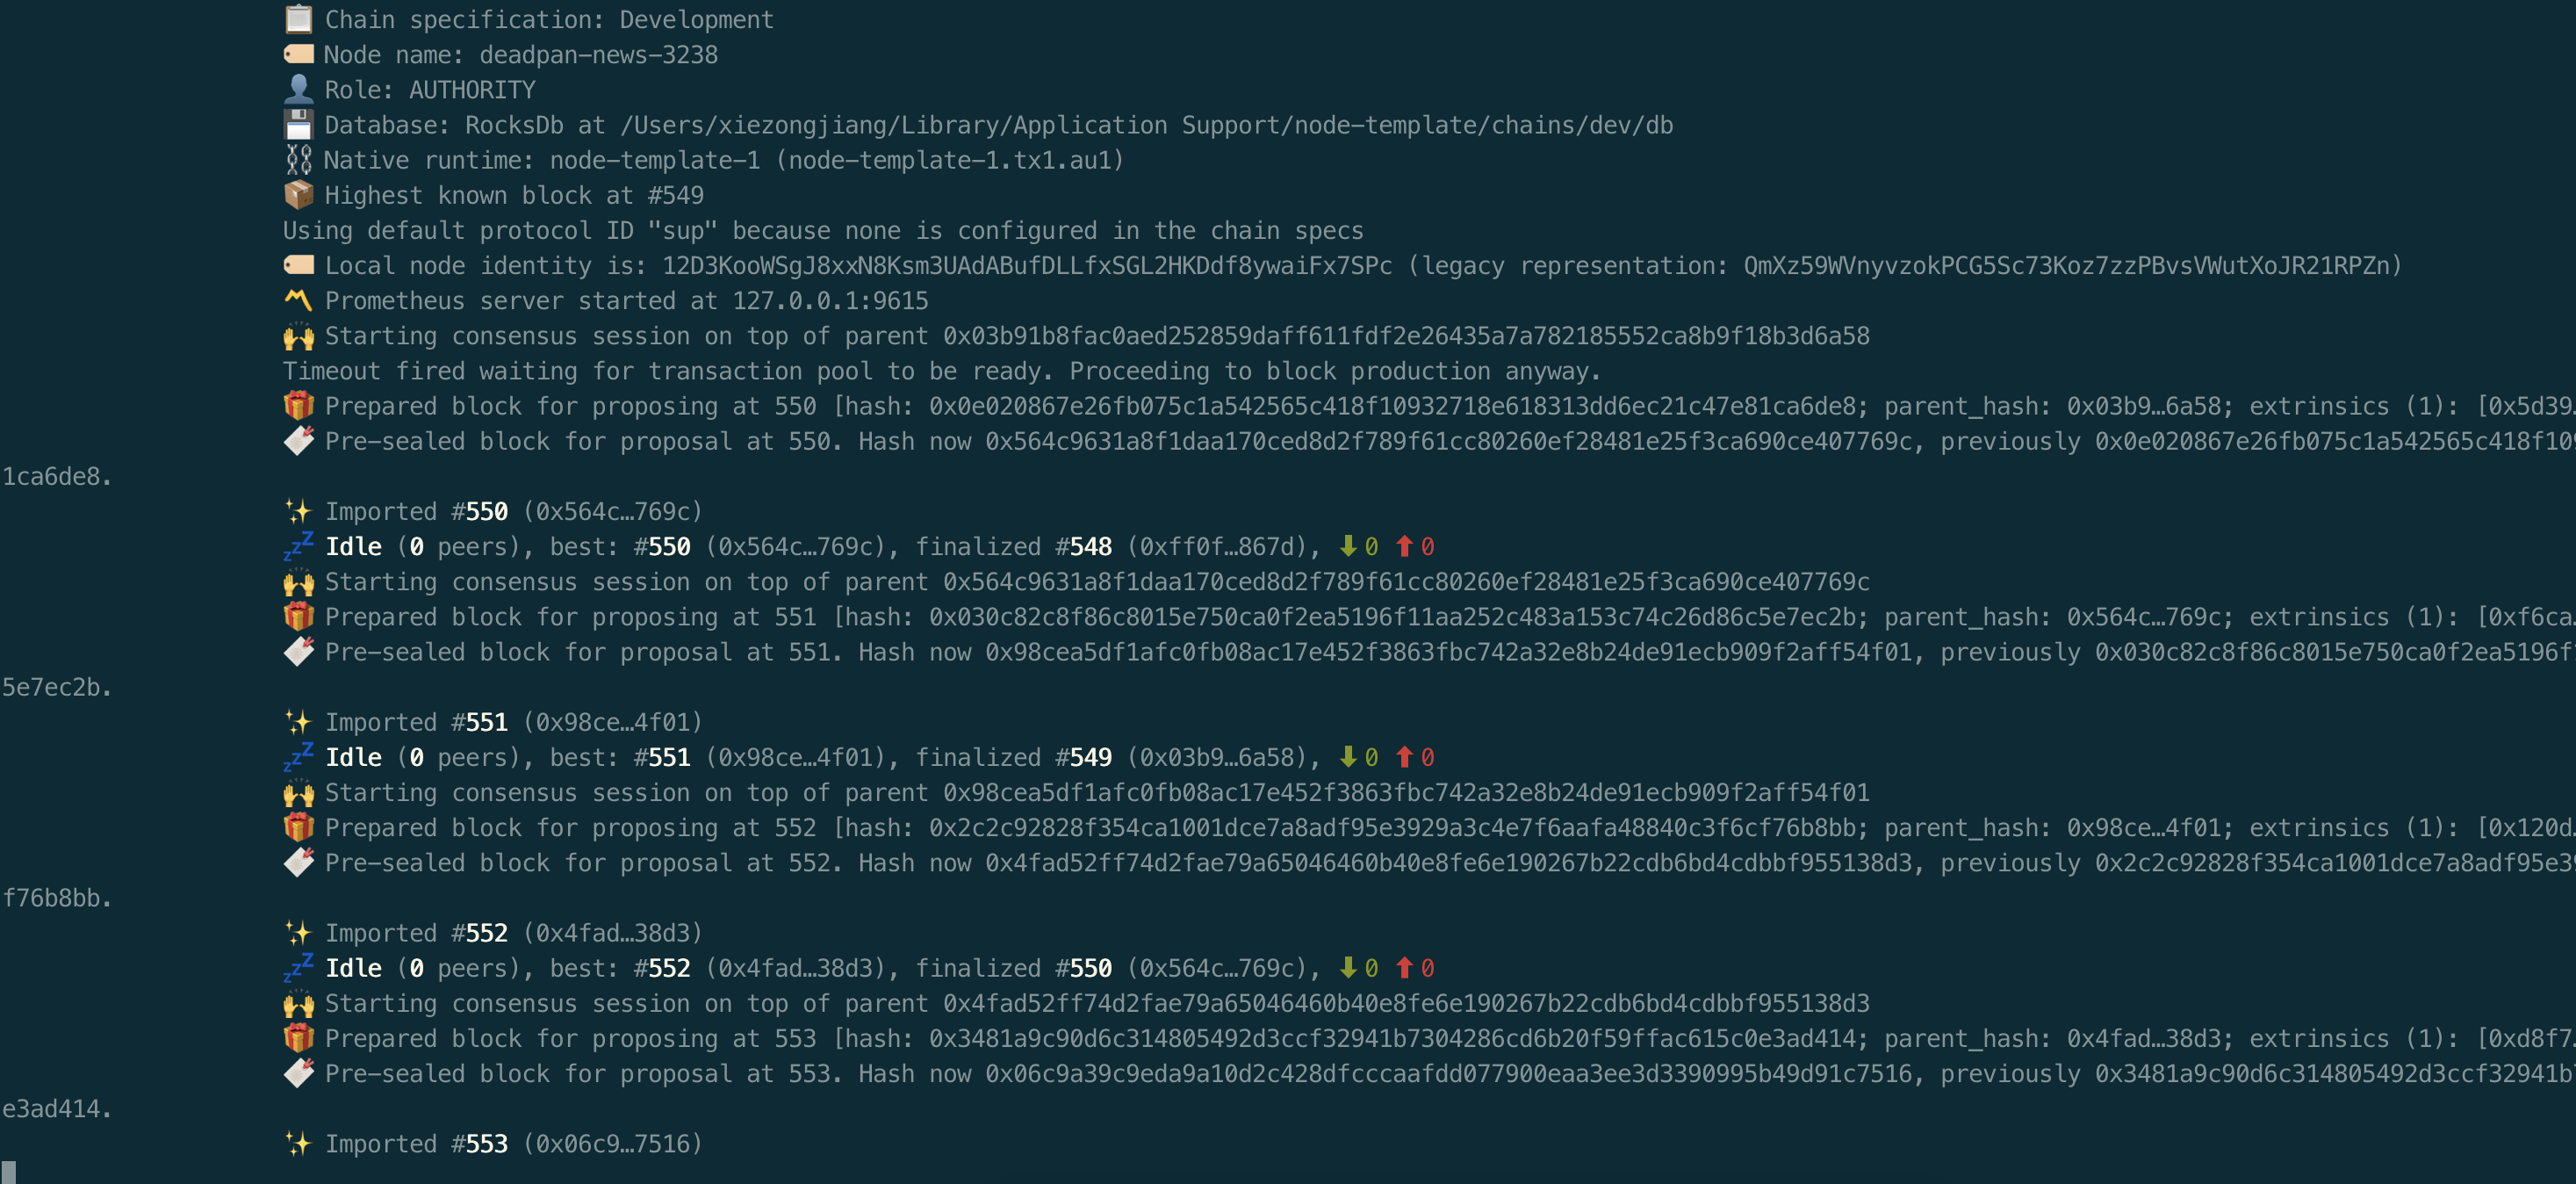 📋 Chain specification: Development
🏷 Node name: deadpan-news-3238
👤 Role: AUTHORITY
💾 Database: RocksDb at /Users/xiezongjiang/Library/Application Support/node-template/chains/dev/db
⛓ Native runtime: node-template-1 (node-template-1.tx1.au1)
📦 Highest known block at #549
Using default protocol ID "sup" because none is configured in the chain specs
🏷 Local node identity is: 12D3KooWSgJ8xxN8Ksm3UAdABufDLLfxSGL2HKDdf8ywaiFx7SPc (legacy representation: QmXz59WVnyvzokPCG5Sc73Koz7zzPBvsVWutXoJR21RPZn)
〽️ Prometheus server started at 127.0.0.1:9615
🙌 Starting consensus session on top of parent 0x03b91b8fac0aed252859daff611fdf2e26435a7a782185552ca8b9f18b3d6a58
Timeout fired waiting for transaction pool to be ready. Proceeding to block production anyway.
🎁 Prepared block for proposing at 550 [hash: 0x0e020867e26fb075c1a542565c418f10932718e618313dd6ec21c47e81ca6de8; parent_hash: 0x03b9…6a58; extrinsics (1): [0x5d39…
🔖 Pre-sealed block for proposal at 550. Hash now 0x564c9631a8f1daa170ced8d2f789f61cc80260ef28481e25f3ca690ce407769c, previously 0x0e020867e26fb075c1a542565c418f109
1ca6de8.
✨ Imported #550 (0x564c…769c)
💤 Idle (0 peers), best: #550 (0x564c…769c), finalized #548 (0xff0f…867d), ⬇ 0 ⬆ 0
🙌 Starting consensus session on top of parent 0x564c9631a8f1daa170ced8d2f789f61cc80260ef28481e25f3ca690ce407769c
🎁 Prepared block for proposing at 551 [hash: 0x030c82c8f86c8015e750ca0f2ea5196f11aa252c483a153c74c26d86c5e7ec2b; parent_hash: 0x564c…769c; extrinsics (1): [0xf6ca…
🔖 Pre-sealed block for proposal at 551. Hash now 0x98cea5df1afc0fb08ac17e452f3863fbc742a32e8b24de91ecb909f2aff54f01, previously 0x030c82c8f86c8015e750ca0f2ea5196f
5e7ec2b.
✨ Imported #551 (0x98ce…4f01)
💤 Idle (0 peers), best: #551 (0x98ce…4f01), finalized #549 (0x03b9…6a58), ⬇ 0 ⬆ 0
🙌 Starting consensus session on top of parent 0x98cea5df1afc0fb08ac17e452f3863fbc742a32e8b24de91ecb909f2aff54f01
🎁 Prepared block for proposing at 552 [hash: 0x2c2c92828f354ca1001dce7a8adf95e3929a3c4e7f6aafa48840c3f6cf76b8bb; parent_hash: 0x98ce…4f01; extrinsics (1): [0x120d…
🔖 Pre-sealed block for proposal at 552. Hash now 0x4fad52ff74d2fae79a65046460b40e8fe6e190267b22cdb6bd4cdbbf955138d3, previously 0x2c2c92828f354ca1001dce7a8adf95e39
f76b8bb.
✨ Imported #552 (0x4fad…38d3)
💤 Idle (0 peers), best: #552 (0x4fad…38d3), finalized #550 (0x564c…769c), ⬇ 0 ⬆ 0
🙌 Starting consensus session on top of parent 0x4fad52ff74d2fae79a65046460b40e8fe6e190267b22cdb6bd4cdbbf955138d3
🎁 Prepared block for proposing at 553 [hash: 0x3481a9c90d6c314805492d3ccf32941b7304286cd6b20f59ffac615c0e3ad414; parent_hash: 0x4fad…38d3; extrinsics (1): [0xd8f7…
🔖 Pre-sealed block for proposal at 553. Hash now 0x06c9a39c9eda9a10d2c428dfcccaafdd077900eaa3ee3d3390995b49d91c7516, previously 0x3481a9c90d6c314805492d3ccf32941b
e3ad414.
✨ Imported #553 (0x06c9…7516)